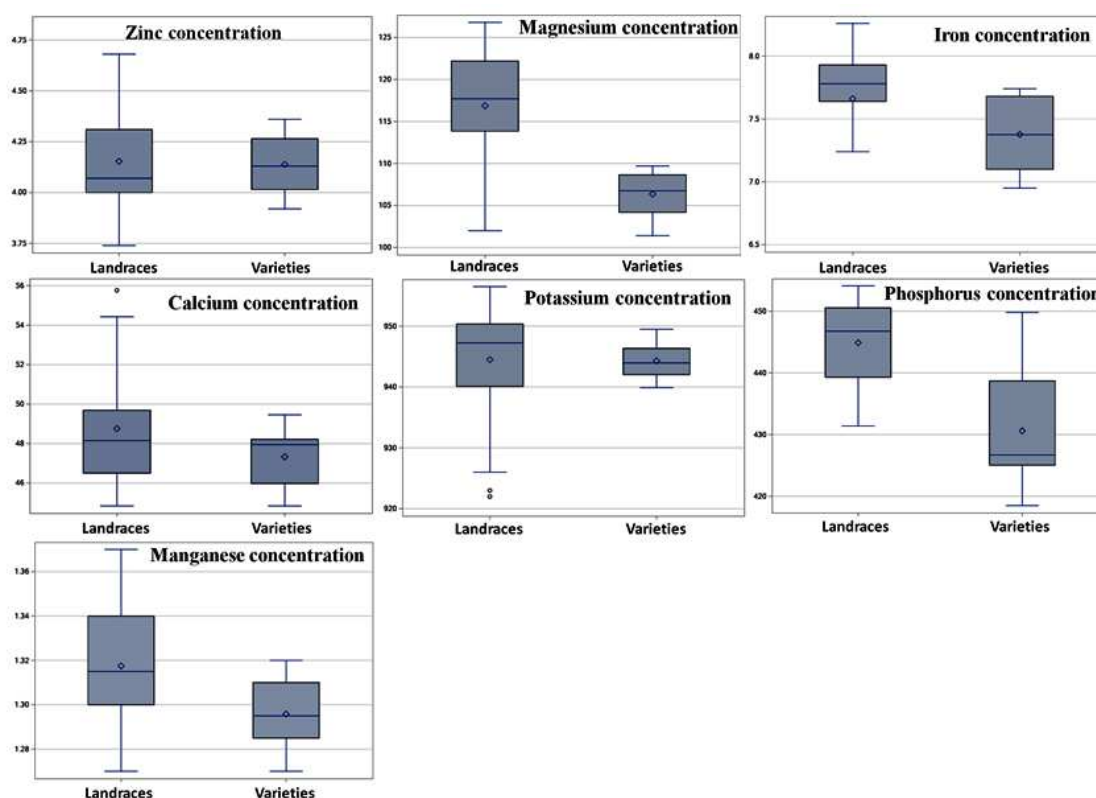 Zinc concentration
4.75
4.50
4.25
4.00
3.75
Landraces Varieties
Magnesium concentration
125
120
115
110
105
100
Landraces Varieties
Iron concentration
8.0
7.5
7.0
6.5
Landraces Varieties
Calcium concentration
56
54
52
50
48
46
Landraces Varieties
Potassium concentration
950
940
930
920
Landraces Varieties
Phosphorus concentration
450
440
430
420
Landraces Varieties
Manganese concentration
1.36
1.34
1.32
1.30
1.28
Landraces Varieties